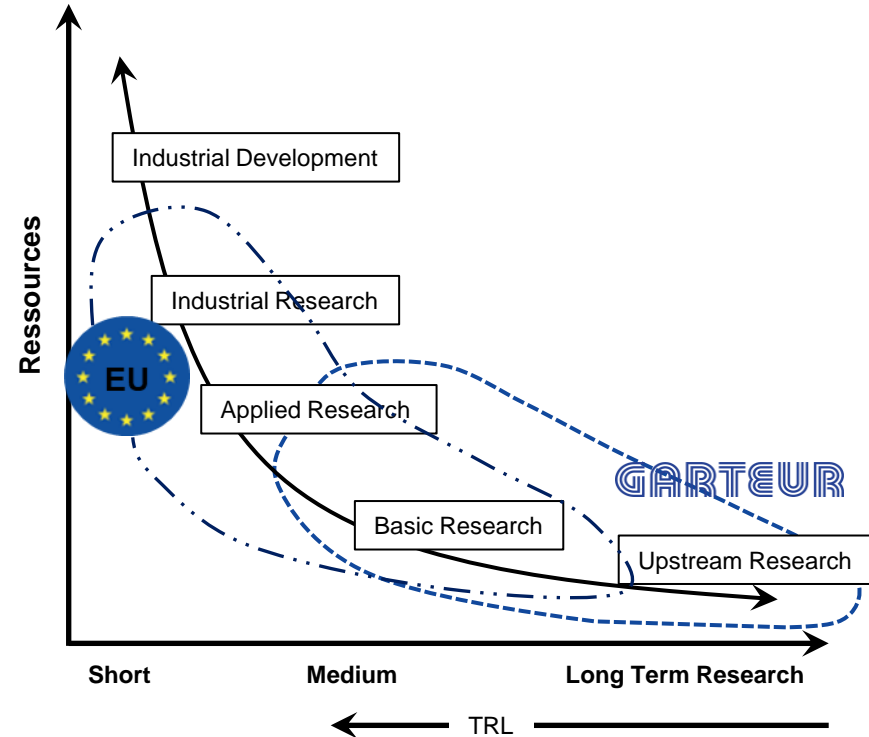 Ressources
Industrial Development
Industrial Research
EU
Applied Research
GARTEUR
Basic Research
Upstream Research
Short
Medium
Long Term Research
TRL